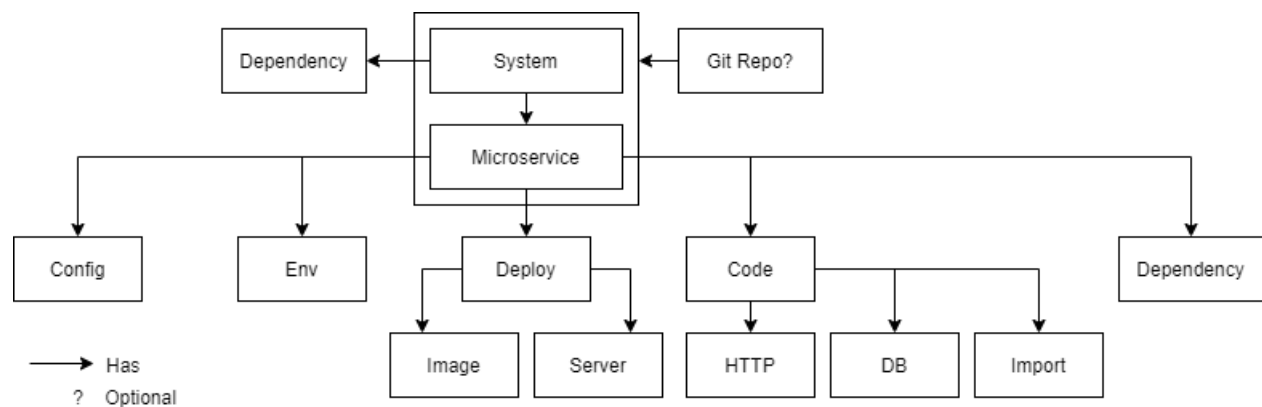 Dependency
System
Git Repo?
Microservice
Config
Env
Deploy
Code
Dependency
Image
Server
HTTP
DB
Import
Has
? Optional